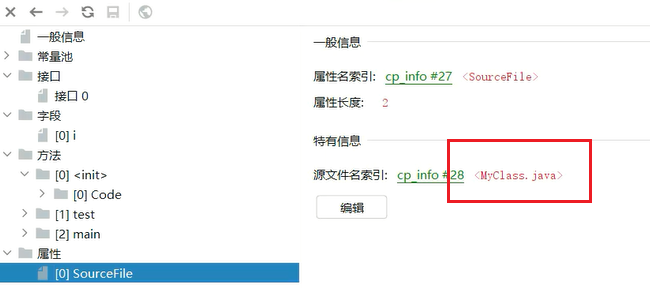 一般信息
常量池
接口
接口 0
字段
[0] i
方法
[0] <init>
[0] Code
[1] test
[2] main
属性
[0] SourceFile
一般信息
属性名索引: cp_info #27 <SourceFile>
属性长度: 2
特有信息
源文件名索引: cp_info #28 <MyClass.java>
编辑